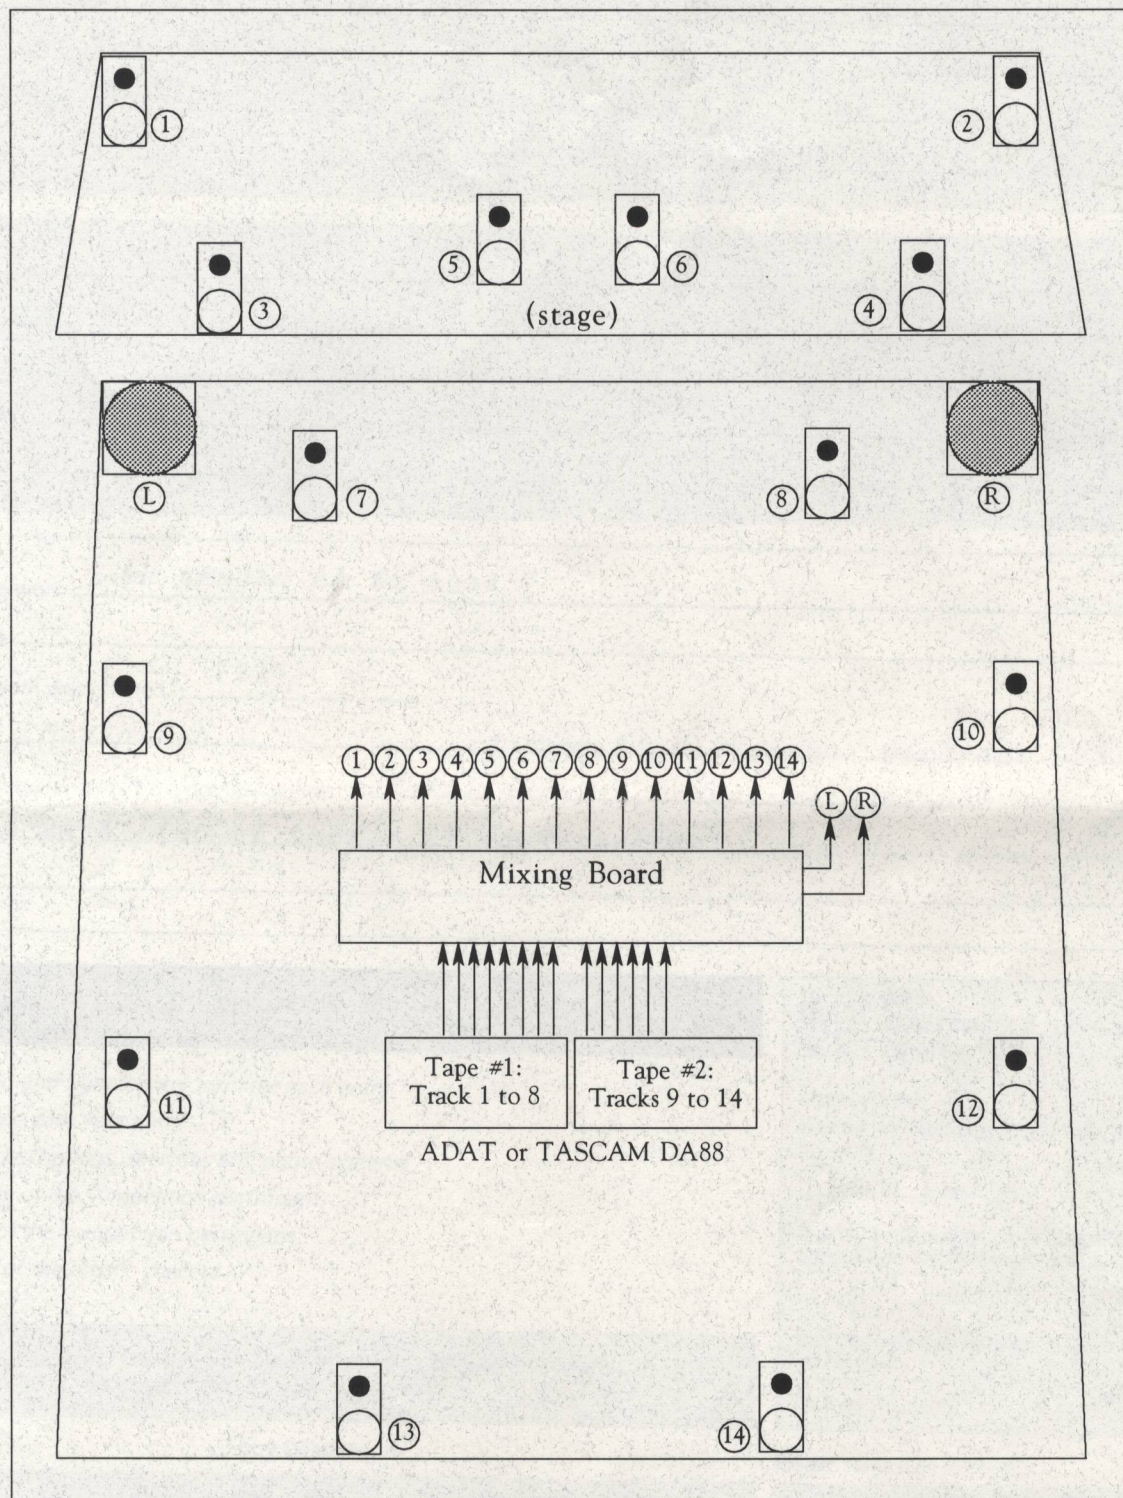 1
2
5
6
3
4
(stage)
L
7
8
R
9
10
1 2 3 4 5 6 7 8 9 10 11 12 13 14
L R
Mixing Board
Tape #1:
Track 1 to 8
Tape #2:
Tracks 9 to 14
11
12
ADAT or TASCAM DA88
13
14